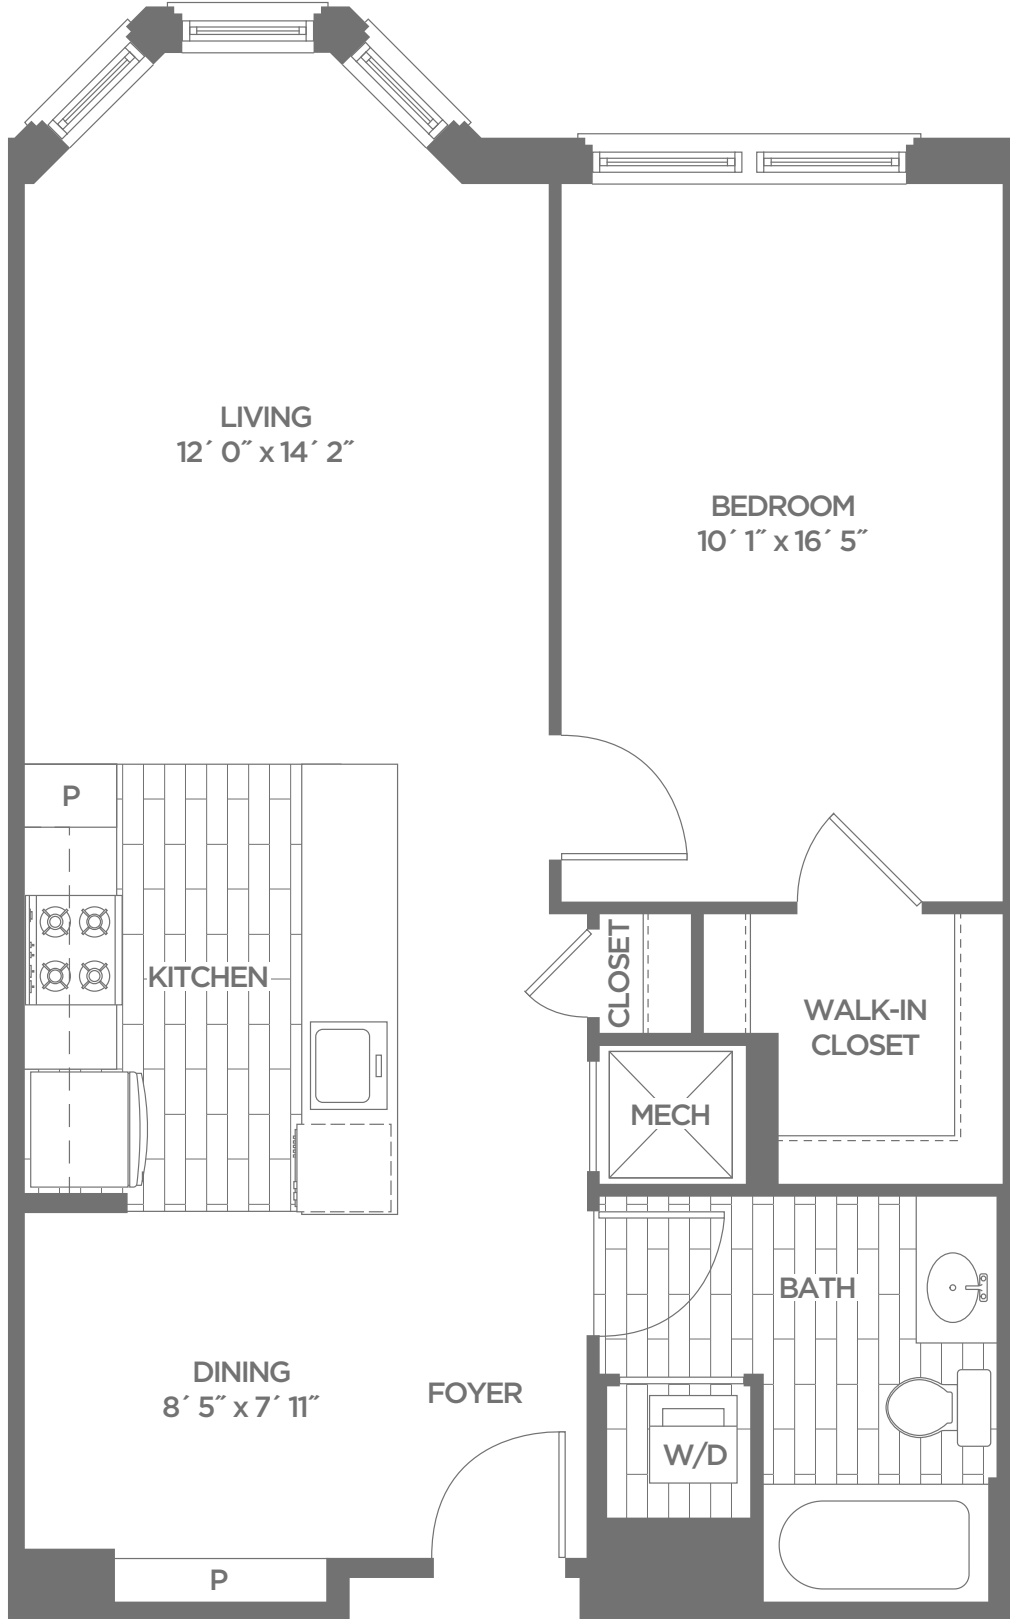 LIVING
12´ 0˝ x 14´ 2˝
BEDROOM
10´ 1˝ x 16´ 5˝
P
KITCHEN
CLOSET
WALK-IN
CLOSET
MECH
BATH
DINING
8´ 5˝ x 7´ 11˝
FOYER
W/D
P